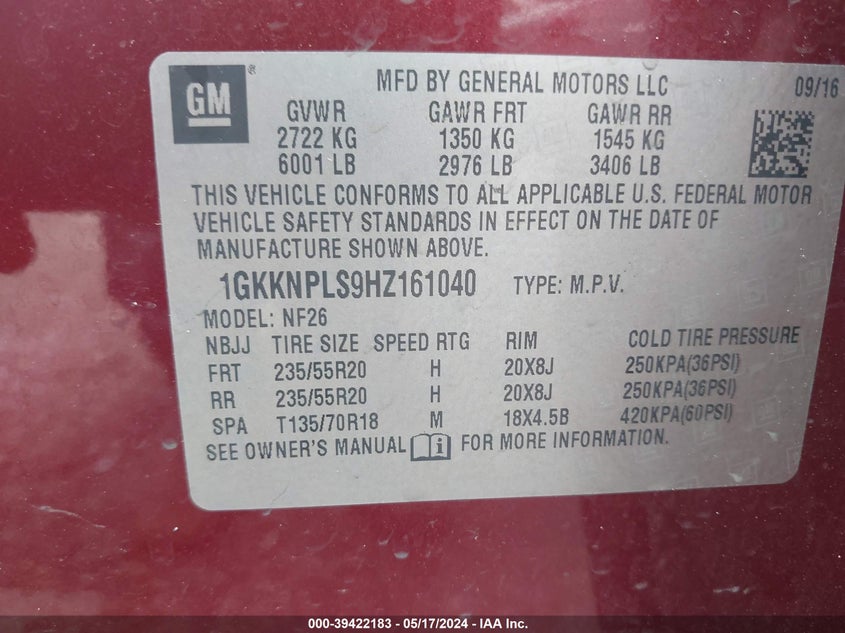 GM®
MFD BY GENERAL MOTORS LLC 09/16
GVWR GAWR FRT GAWR RR
2722 KG 1350 KG 1545 KG
6001 LB 2976 LB 3406 LB
THIS VEHICLE CONFORMS TO ALL APPLICABLE U.S. FEDERAL MOTOR
VEHICLE SAFETY STANDARDS IN EFFECT ON THE DATE OF
MANUFACTURE SHOWN ABOVE.
1GKKNPLS9HZ161040 TYPE: M.P.V.
MODEL: NF26
NBJJ TIRE SIZE SPEED RTG RIM COLD TIRE PRESSURE
FRT 235/55R20 H 20X8J 250KPA(36PSI)
RR 235/55R20 H 20X8J 250KPA(36PSI)
SPA T135/70R18 M 18X4.5B 420KPA(60PSI)
SEE OWNER'S MANUAL i FOR MORE INFORMATION.
000-39422183 - 05/17/2024 - IAA Inc.